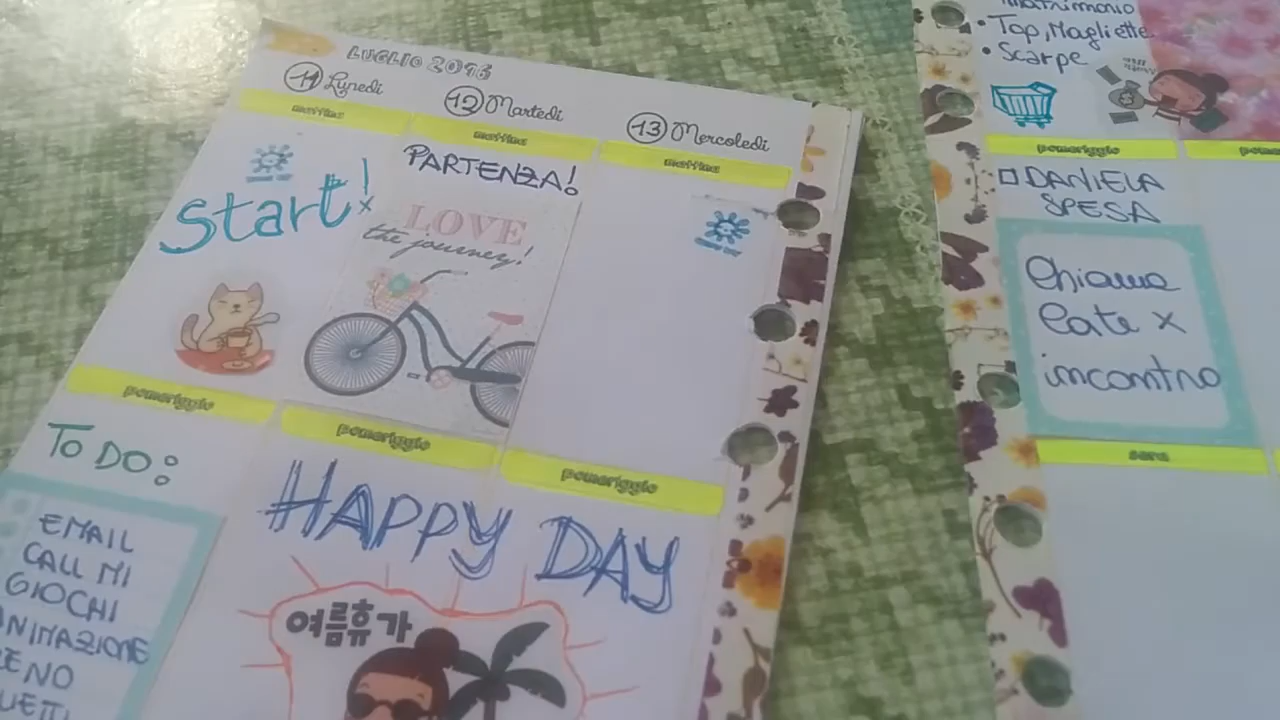 LUGLIO 2016
11 Lunedì
12 Martedì
13 Mercoledì
mattina
mattina
mattina
Start!
PARTENZA!
LOVE
the journey!
pomeriggio
pomeriggio
pomeriggio
TO DO:
EMAIL
CALL MI
GIOCHI
ANIMAZIONE
HAPPY DAY
여름휴가
matrimonio
• Top, Magliette
• Scarpe
pomeriggio
DANIELA
SPESA
Chiama
Cate x
incontro
sera